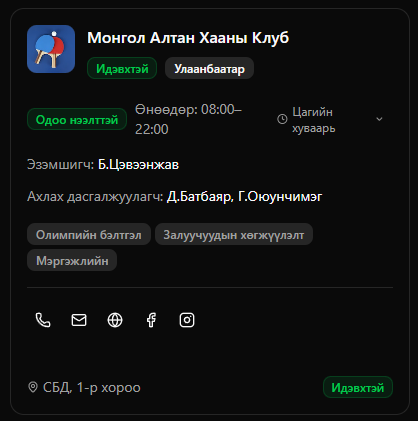 Монгол Алтан Хааны Клуб
Идэвхтэй Улаанбаатар
Одоо нээлттэй Өнөөдөр: 08:00–
22:00
Цагийн
хуваарь
Эзэмшигч: Б.Цэвээнжав
Ахлах дасгалжуулагч: Д.Батбаяр, Г.Оюунчимэг
Олимпийн бэлтгэл Залуучуудын хөгжүүлэлт
Мэргэжлийн
СБД, 1-р хороо Идэвхтэй